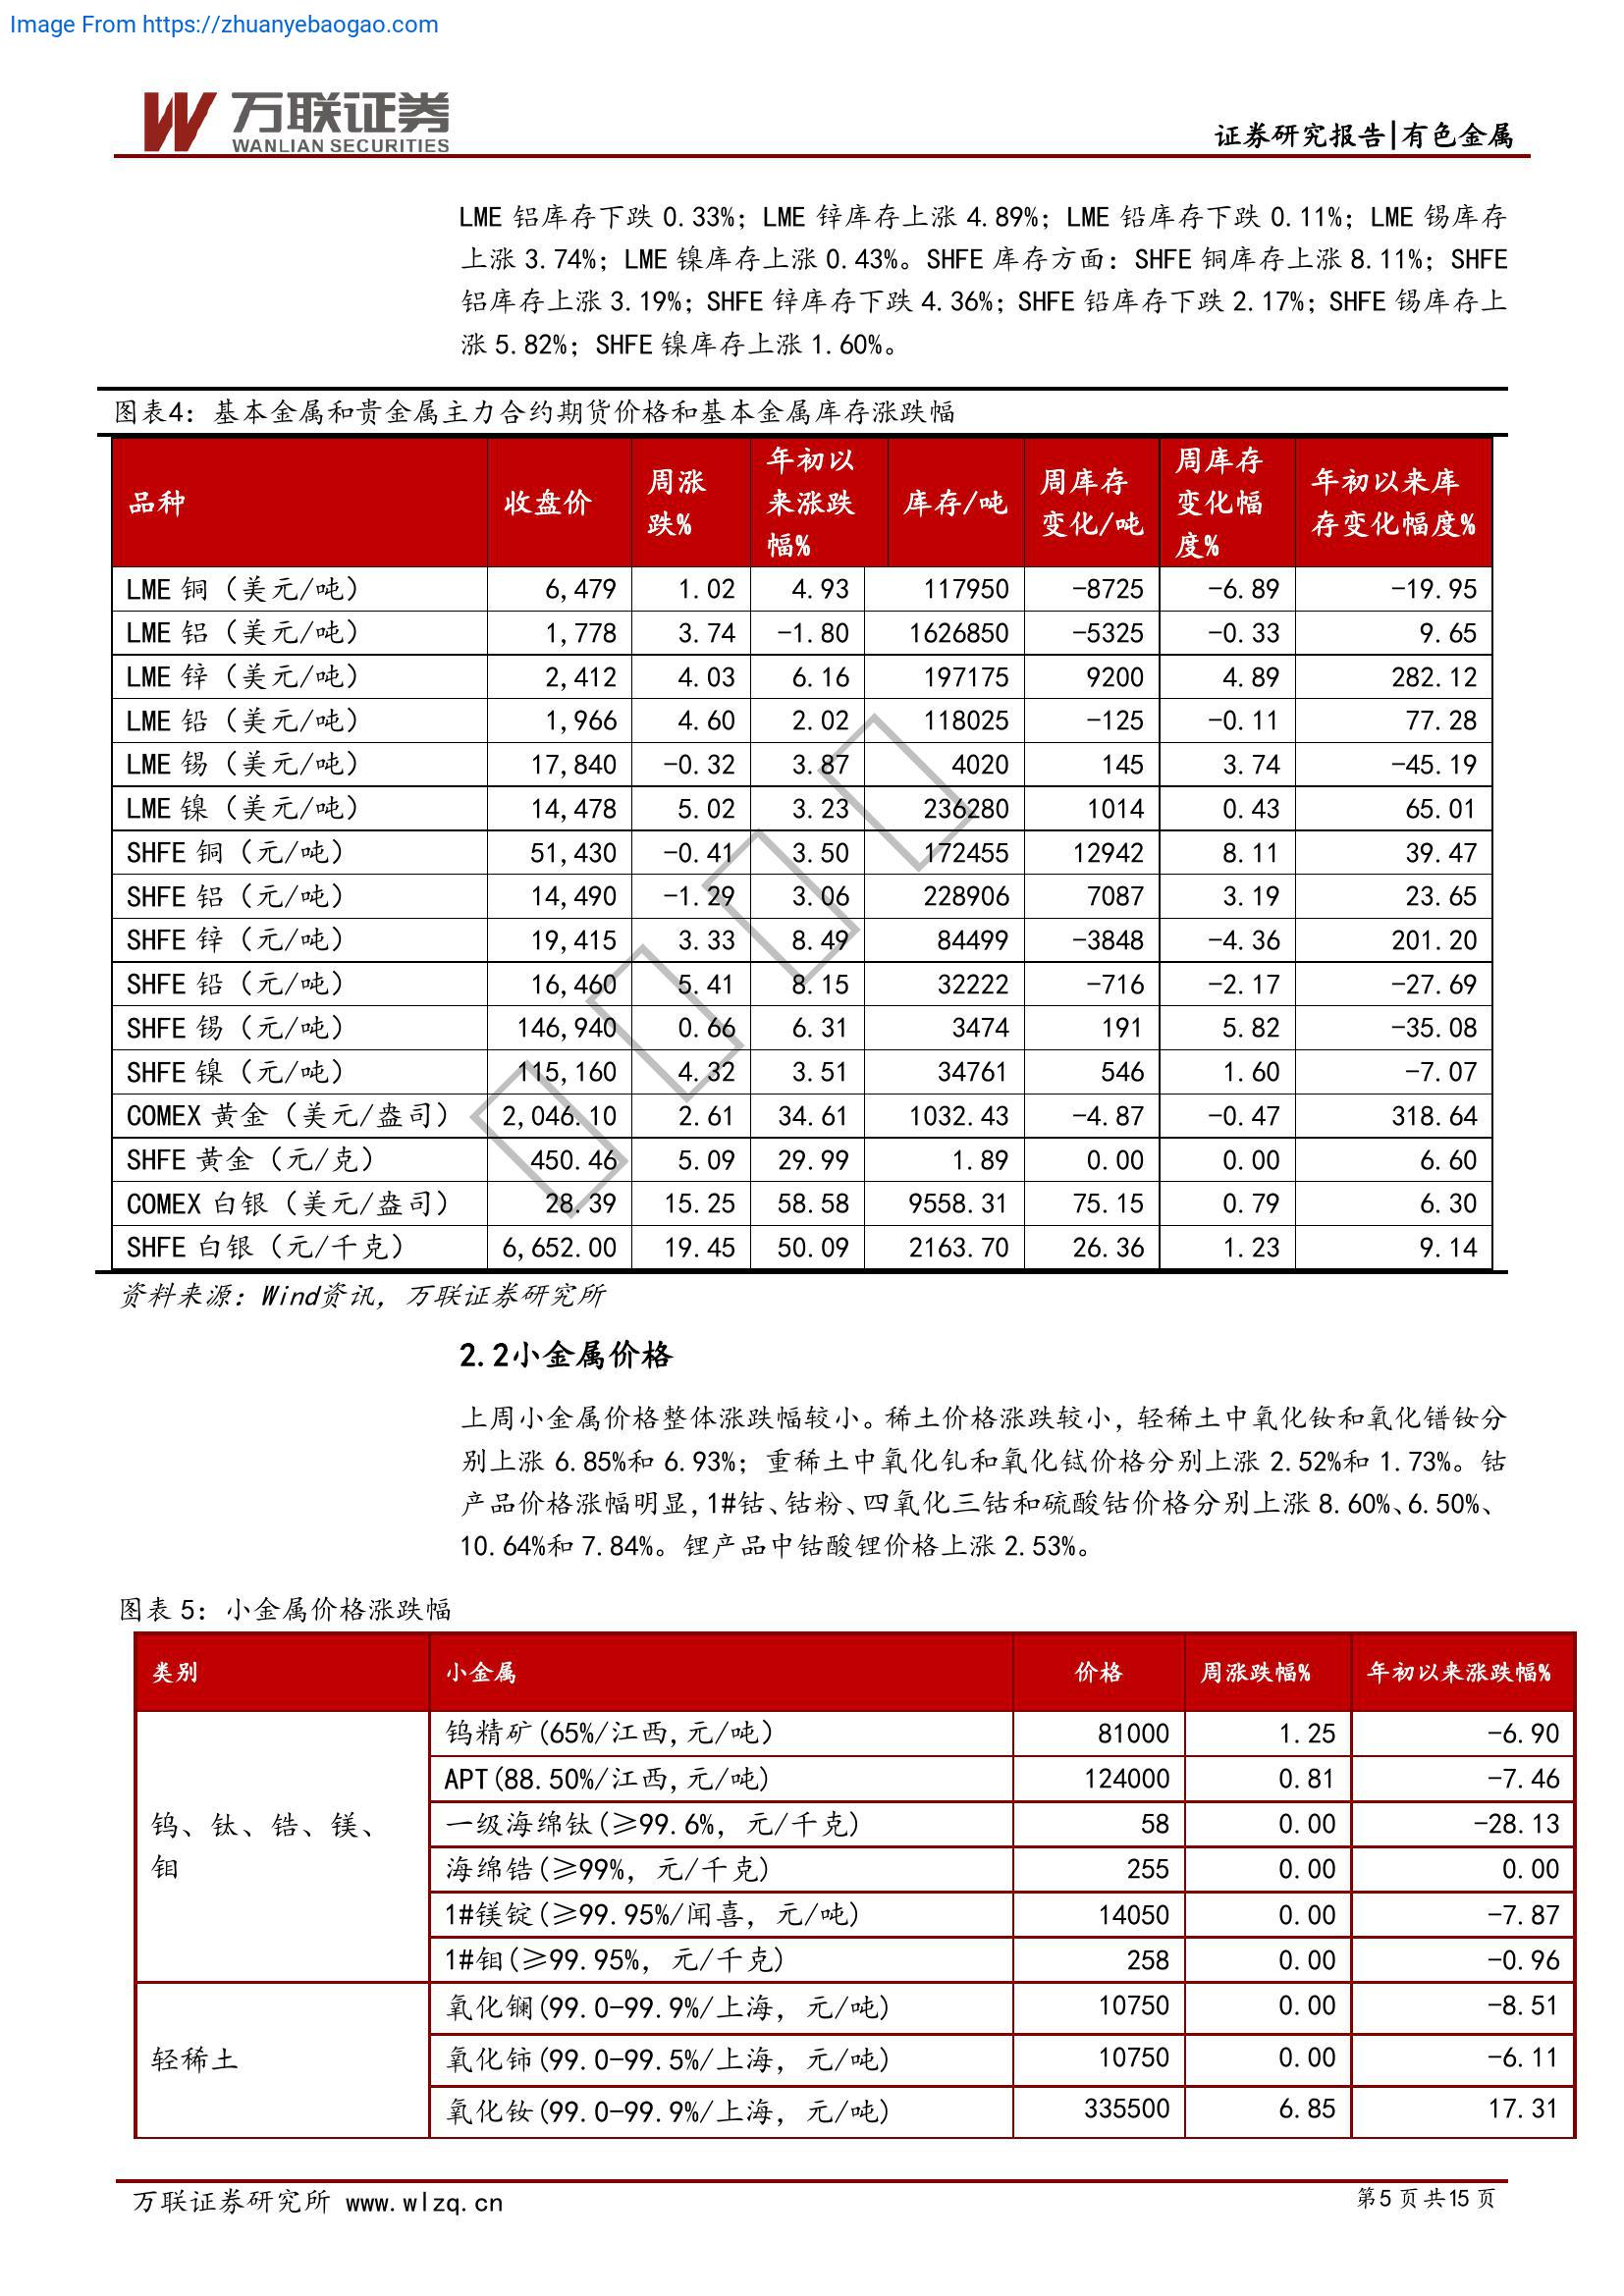 Image From https://zhuanyebaogao.com
万联证券
WANLIAN SECURITIES
证券研究报告|有色金属
LME 铝库存下跌 0.33%；LME 锌库存上涨 4.89%；LME 铅库存下跌 0.11%；LME 锡库存
上涨 3.74%；LME 镍库存上涨 0.43%。SHFE 库存方面：SHFE 铜库存上涨 8.11%；SHFE
铝库存上涨 3.19%；SHFE 锌库存下跌 4.36%；SHFE 铅库存下跌 2.17%；SHFE 锡库存上
涨 5.82%；SHFE 镍库存上涨 1.60%。
图表4：基本金属和贵金属主力合约期货价格和基本金属库存涨跌幅
品种 收盘价 周涨跌% 年初以来涨跌幅% 库存/吨 周库存变化/吨 周库存变化幅度% 年初以来库存变化幅度%
LME 铜（美元/吨） 6,479 1.02 4.93 117950 -8725 -6.89 -19.95
LME 铝（美元/吨） 1,778 3.74 -1.80 1626850 -5325 -0.33 9.65
LME 锌（美元/吨） 2,412 4.03 6.16 197175 9200 4.89 282.12
LME 铅（美元/吨） 1,966 4.60 2.02 118025 -125 -0.11 77.28
LME 锡（美元/吨） 17,840 -0.32 3.87 4020 145 3.74 -45.19
LME 镍（美元/吨） 14,478 5.02 3.23 236280 1014 0.43 65.01
SHFE 铜（元/吨） 51,430 -0.41 3.50 172455 12942 8.11 39.47
SHFE 铝（元/吨） 14,490 -1.29 3.06 228906 7087 3.19 23.65
SHFE 锌（元/吨） 19,415 3.33 8.49 84499 -3848 -4.36 201.20
SHFE 铅（元/吨） 16,460 5.41 8.15 32222 -716 -2.17 -27.69
SHFE 锡（元/吨） 146,940 0.66 6.31 3474 191 5.82 -35.08
SHFE 镍（元/吨） 115,160 4.32 3.51 34761 546 1.60 -7.07
COMEX 黄金（美元/盎司） 2,046.10 2.61 34.61 1032.43 -4.87 -0.47 318.64
SHFE 黄金（元/克） 450.46 5.09 29.99 1.89 0.00 0.00 6.60
COMEX 白银（美元/盎司） 28.39 15.25 58.58 9558.31 75.15 0.79 6.30
SHFE 白银（元/千克） 6,652.00 19.45 50.09 2163.70 26.36 1.23 9.14
资料来源：Wind资讯，万联证券研究所
2.2小金属价格
上周小金属价格整体涨跌幅较小。稀土价格涨跌较小，轻稀土中氧化钕和氧化镨钕分
别上涨 6.85%和 6.93%；重稀土中氧化钆和氧化铽价格分别上涨 2.52%和 1.73%。钴
产品价格涨幅明显，1#钴、钴粉、四氧化三钴和硫酸钴价格分别上涨 8.60%、6.50%、
10.64%和 7.84%。锂产品中钴酸锂价格上涨 2.53%。
图表 5：小金属价格涨跌幅
类别 小金属 价格 周涨跌幅% 年初以来涨跌幅%
钨、钛、锆、镁、
钼
钨精矿(65%/江西,元/吨) 81000 1.25 -6.90
APT(88.50%/江西,元/吨) 124000 0.81 -7.46
一级海绵钛(≥99.6%, 元/千克) 58 0.00 -28.13
海绵锆(≥99%, 元/千克) 255 0.00 0.00
1#镁锭(≥99.95%/闻喜, 元/吨) 14050 0.00 -7.87
1#钼(≥99.95%, 元/千克) 258 0.00 -0.96
轻稀土
氧化镧(99.0-99.9%/上海, 元/吨) 10750 0.00 -8.51
氧化铈(99.0-99.5%/上海, 元/吨) 10750 0.00 -6.11
氧化钕(99.0-99.9%/上海, 元/吨) 335500 6.85 17.31
万联证券研究所 www.wlzq.cn
第 5 页 共 15 页